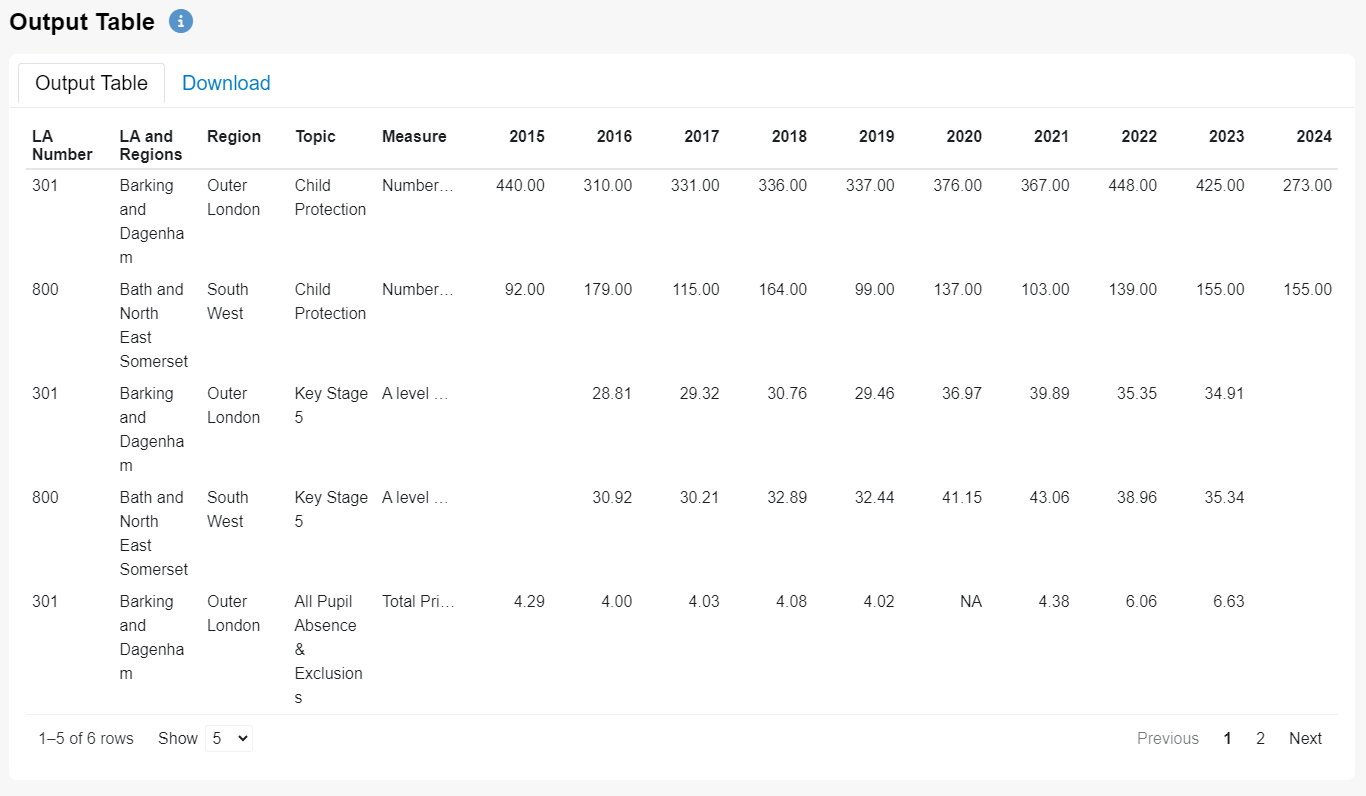 Output Table
Output Table Download
LA Number LA and Regions Region Topic Measure 2015 2016 2017 2018 2019 2020 2021 2022 2023 2024
301 Barking and Dagenham Outer London Child Protection Number… 440.00 310.00 331.00 336.00 337.00 376.00 367.00 448.00 425.00 273.00
800 Bath and North East Somerset South West Child Protection Number… 92.00 179.00 115.00 164.00 99.00 137.00 103.00 139.00 155.00 155.00
301 Barking and Dagenham Outer London Key Stage 5 A level … 28.81 29.32 30.76 29.46 36.97 39.89 35.35 34.91
800 Bath and North East Somerset South West Key Stage 5 A level … 30.92 30.21 32.89 32.44 41.15 43.06 38.96 35.34
301 Barking and Dagenham Outer London All Pupil Absence & Exclusions Total Pri… 4.29 4.00 4.03 4.08 4.02 NA 4.38 6.06 6.63
1–5 of 6 rows Show 5 Previous 1 2 Next